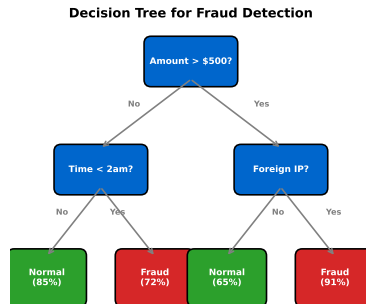 Decision Tree for Fraud Detection
Amount > $500?
No
Yes
Time < 2am?
Foreign IP?
No
Yes
No
Yes
Normal
(85%)
Fraud
(72%)
Normal
(65%)
Fraud
(91%)